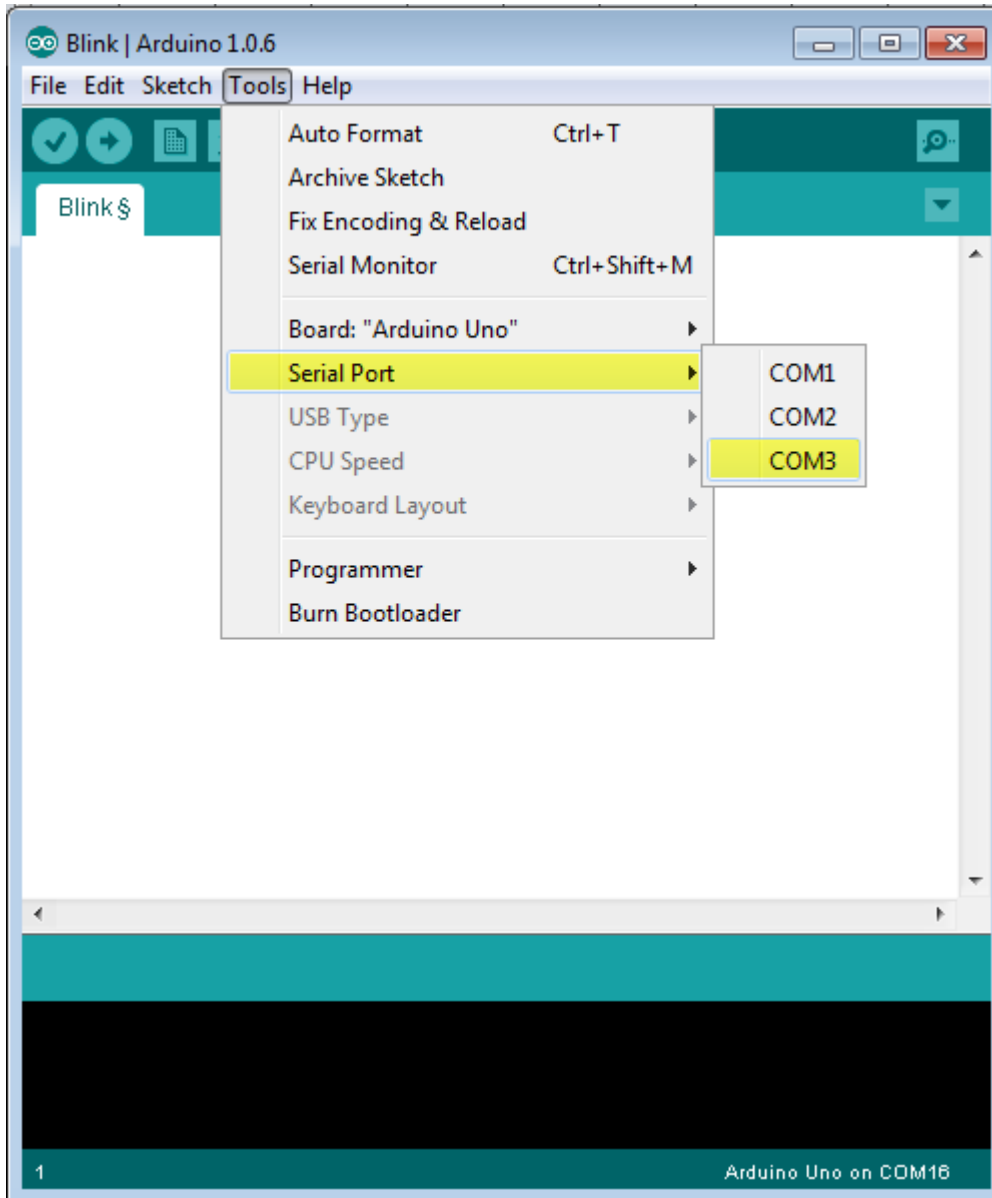 Blink | Arduino 1.0.6
File Edit Sketch Tools Help
Auto Format Ctrl+T
Archive Sketch
Blink §
Fix Encoding & Reload
Serial Monitor Ctrl+Shift+M
Board: "Arduino Uno"
Serial Port COM1
USB Type COM2
CPU Speed COM3
Keyboard Layout
Programmer
Burn Bootloader
1 Arduino Uno on COM16